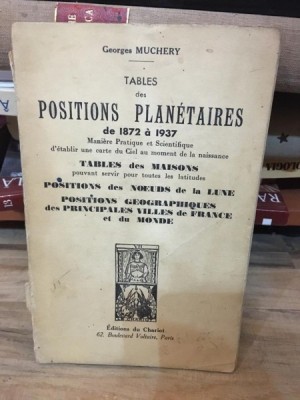 Georges MUCHERY
TABLES
des
POSITIONS PLANÉTAIRES
de 1872 à 1937
Manière Pratique et Scientifique
d'établir une carte du Ciel au moment de la naissance
TABLES des MAISONS
pouvant servir pour toutes les latitudes
POSITIONS des NŒUDS de la LUNE
POSITIONS GEOGRAPHIQUES
des PRINCIPALES VILLES de FRANCE
et du MONDE
Éditions du Chariot
62, Boulevard Voltaire, Paris